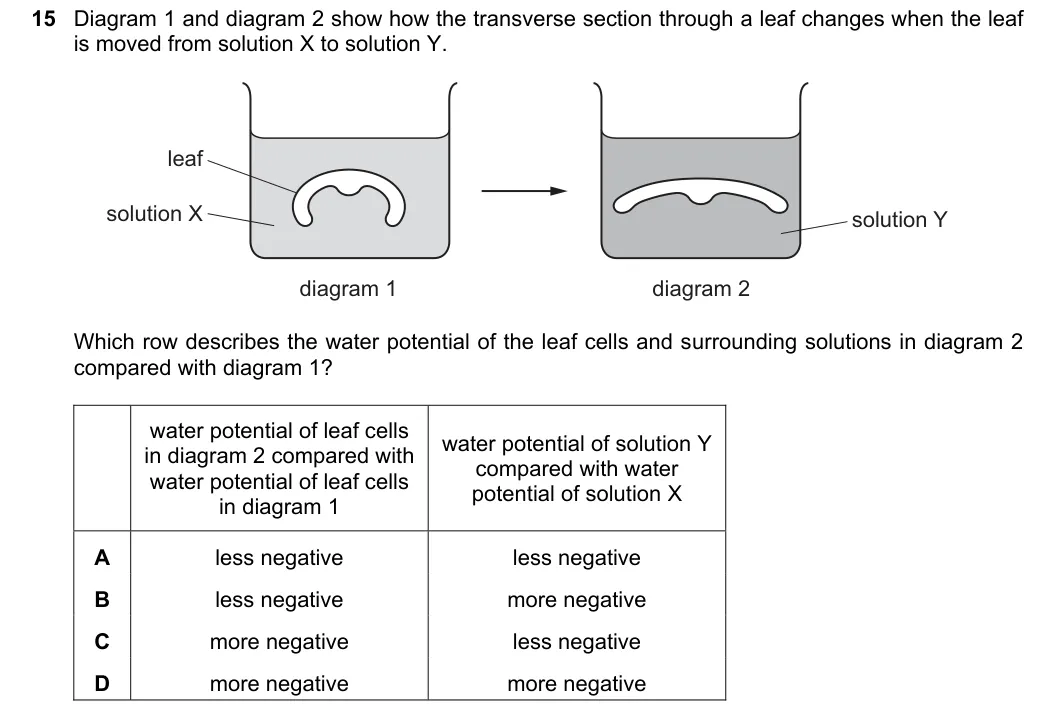 15 Diagram 1 and diagram 2 show how the transverse section through a leaf changes when the leaf
is moved from solution X to solution Y.
leaf
solution X
solution Y
diagram 1
diagram 2
Which row describes the water potential of the leaf cells and surrounding solutions in diagram 2
compared with diagram 1?
water potential of leaf cells
in diagram 2 compared with
water potential of leaf cells
in diagram 1
water potential of solution Y
compared with water
potential of solution X
A less negative less negative
B less negative more negative
C more negative less negative
D more negative more negative